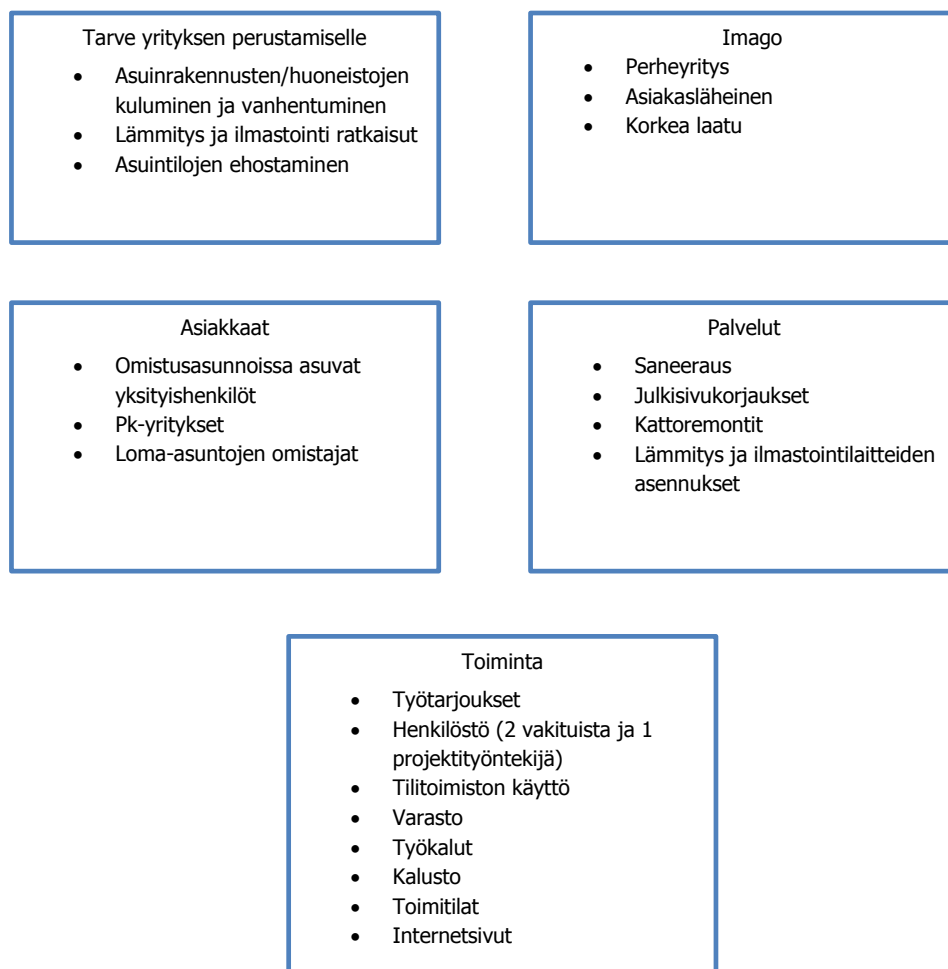 Tarve yrityksen perustamiselle
• Asuinrakennusten/huoneistojen
kuluminen ja vanhentuminen
• Lämmitys ja ilmastointi ratkaisut
• Asuintilojen ehostaminen
Imago
• Perheyritys
• Asiakasläheinen
• Korkea laatu
Asiakkaat
• Omistusasunnoissa asuvat
yksityishenkilöt
• Pk-yritykset
• Loma-asuntojen omistajat
Palvelut
• Saneeraus
• Julkisivukorjaukset
• Kattoremontit
• Lämmitys ja ilmastointilaitteiden
asennukset
Toiminta
• Työtarjoukset
• Henkilöstö (2 vakituista ja 1
projektityöntekijä)
• Tilitoimiston käyttö
• Varasto
• Työkalut
• Kalusto
• Toimitilat
• Internetsivut